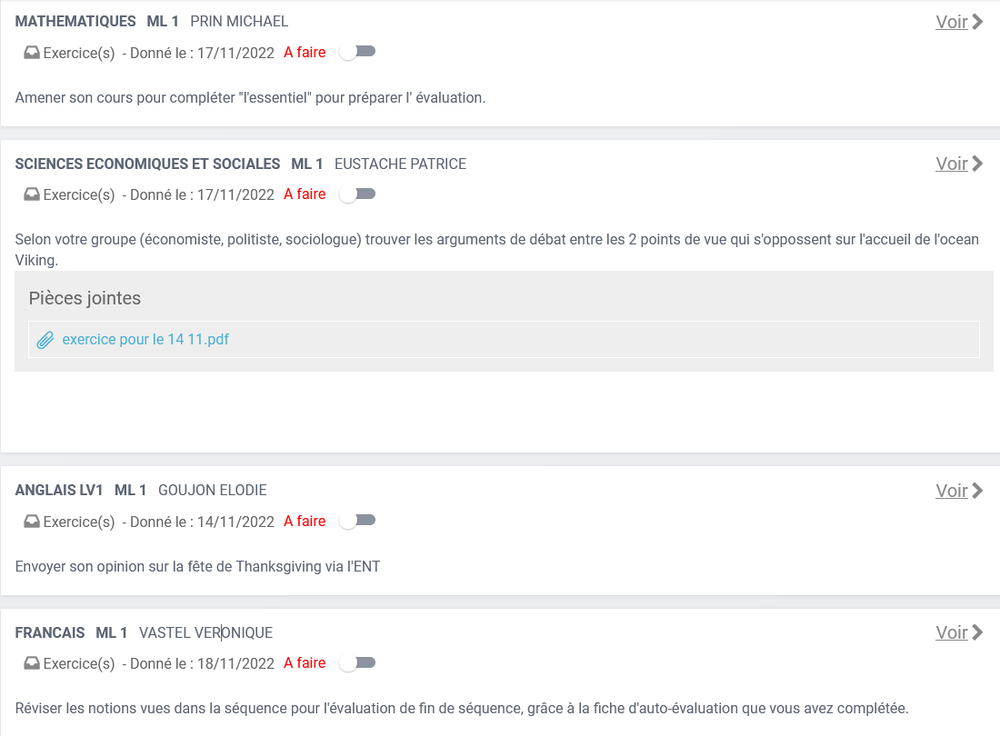 MATHEMATIQUES ML 1 PRIN MICHAEL Voir
Exercice(s) - Donné le : 17/11/2022 A faire
Amener son cours pour compléter "l'essentiel" pour préparer l' évaluation.
SCIENCES ECONOMIQUES ET SOCIALES ML 1 EUSTACHE PATRICE Voir
Exercice(s) - Donné le : 17/11/2022 A faire
Selon votre groupe (économiste, politiste, sociologue) trouver les arguments de débat entre les 2 points de vue qui s'oppossent sur l'accueil de l'ocean
Viking.
Pièces jointes
exercice pour le 14 11.pdf
ANGLAIS LV1 ML 1 GOUJON ELODIE Voir
Exercice(s) - Donné le : 14/11/2022 A faire
Envoyer son opinion sur la fête de Thanksgiving via l'ENT
FRANCAIS ML 1 VASTEL VERONIQUE Voir
Exercice(s) - Donné le : 18/11/2022 A faire
Réviser les notions vues dans la séquence pour l'évaluation de fin de séquence, grâce à la fiche d'auto-évaluation que vous avez complétée.